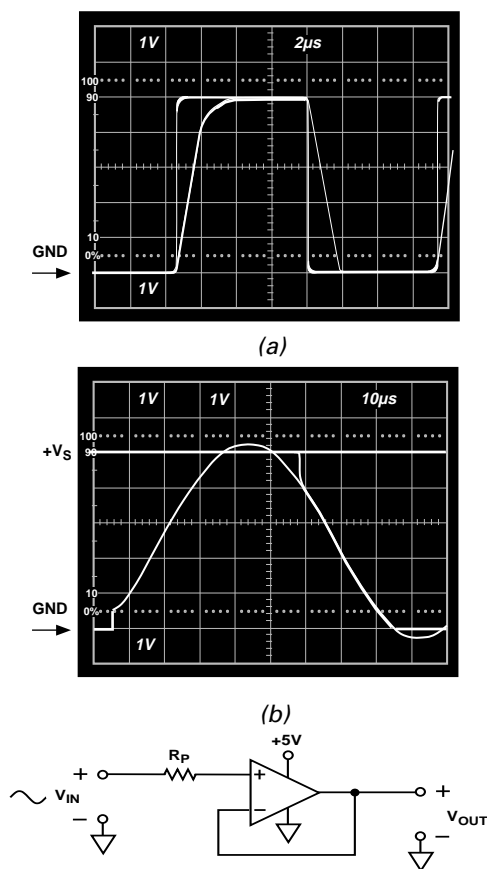 1V 2µs
100
90
10
GND 0%
1V
(a)
1V 1V 10µs
100
+VS 90
10
GND 0%
1V
(b)
+5V
RP
+ + +
VIN
– – –
VOUT